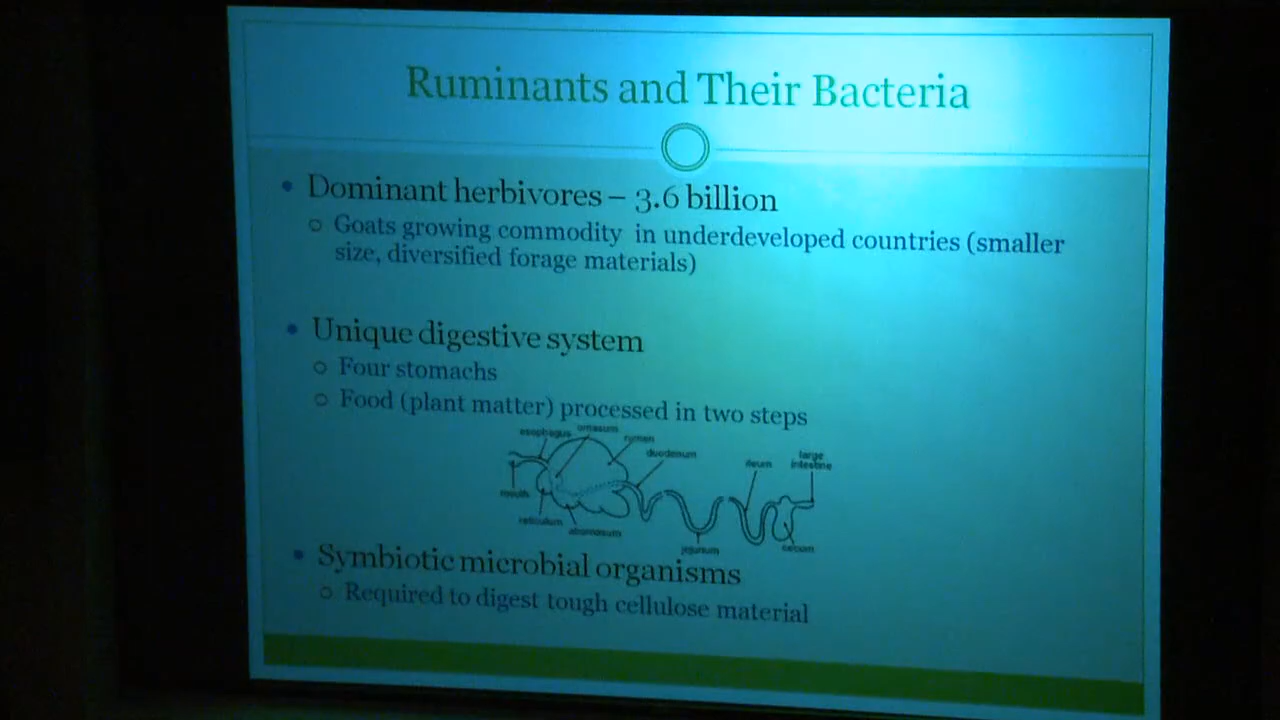 Ruminants and Their Bacteria
• Dominant herbivores – 3.6 billion
○ Goats growing commodity in underdeveloped countries (smaller
size, diversified forage materials)
• Unique digestive system
○ Four stomachs
○ Food (plant matter) processed in two steps
esophagus omasum rumen
duodenum ileum large
intestine
mouth
reticulum abomasum
jejunum cecum
• Symbiotic microbial organisms
○ Required to digest tough cellulose material